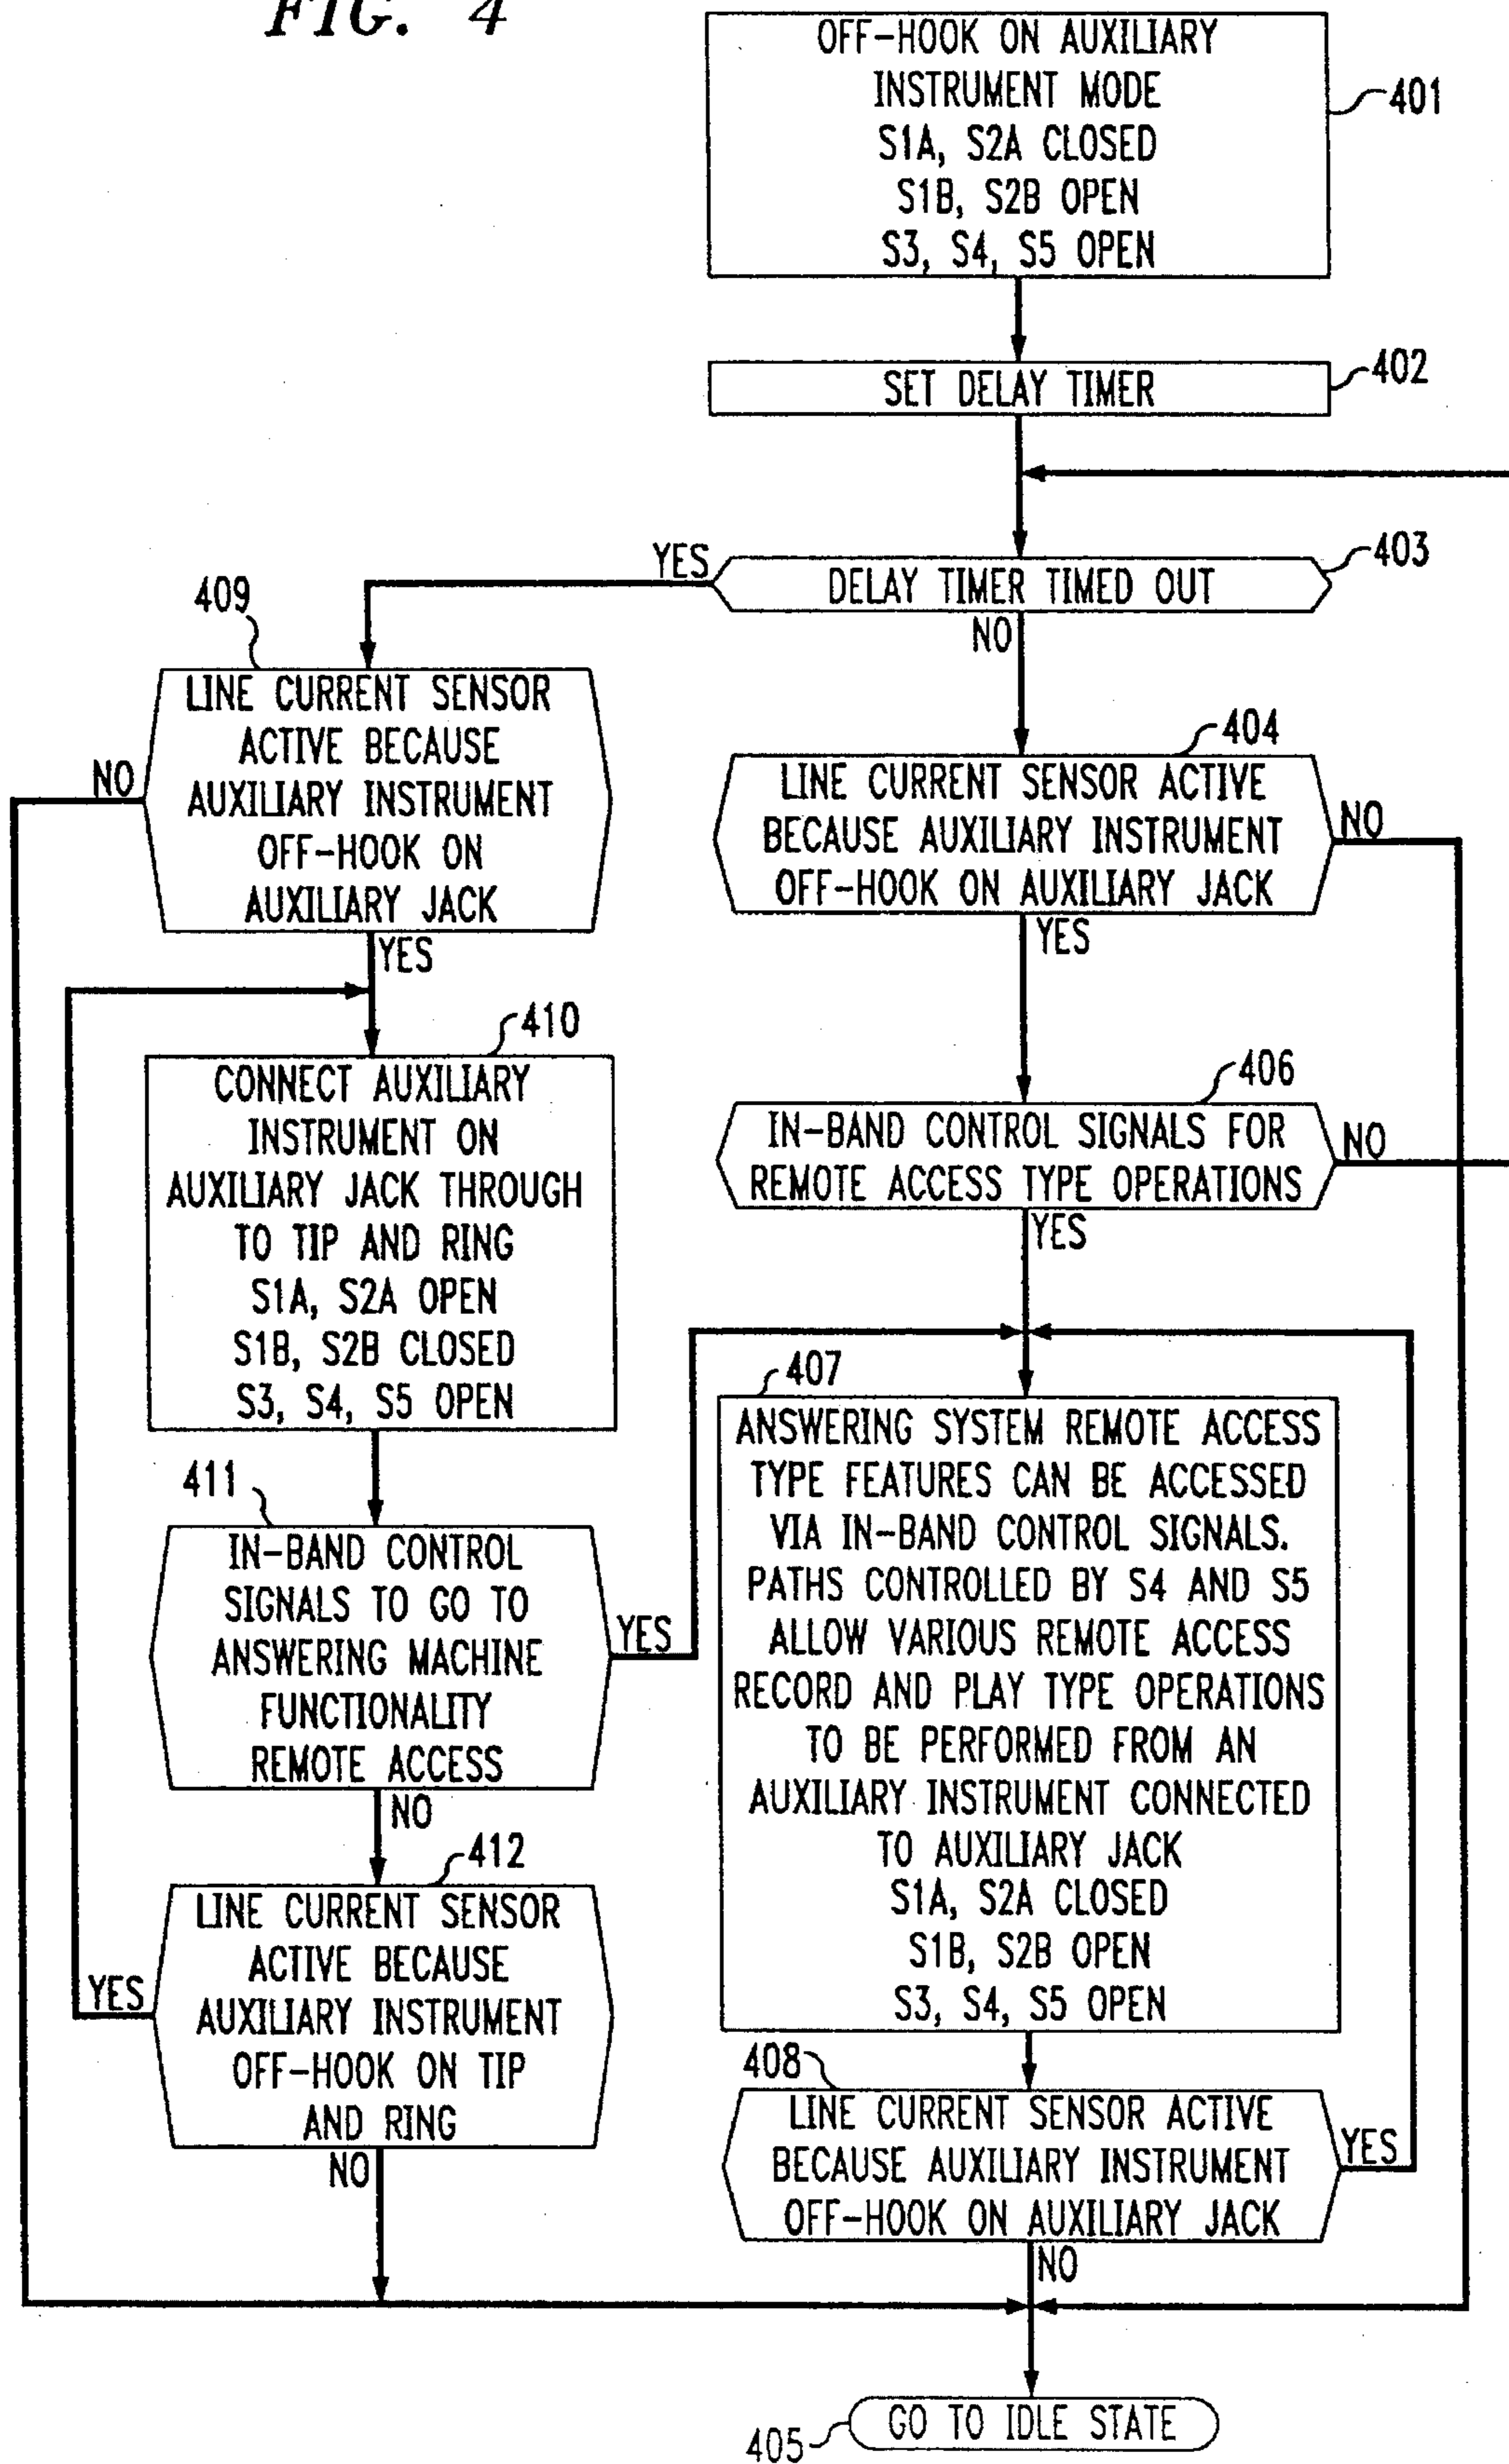 FIG. 4
OFF-HOOK ON AUXILIARY
INSTRUMENT MODE
S1A, S2A CLOSED
S1B, S2B OPEN
S3, S4, S5 OPEN
401
SET DELAY TIMER
402
DELAY TIMER TIMED OUT
403
YES
NO
409
LINE CURRENT SENSOR
ACTIVE BECAUSE
AUXILIARY INSTRUMENT
OFF-HOOK ON
AUXILIARY JACK
NO
YES
404
LINE CURRENT SENSOR ACTIVE
BECAUSE AUXILIARY INSTRUMENT
OFF-HOOK ON AUXILIARY JACK
NO
YES
410
CONNECT AUXILIARY
INSTRUMENT ON
AUXILIARY JACK THROUGH
TO TIP AND RING
S1A, S2A OPEN
S1B, S2B CLOSED
S3, S4, S5 OPEN
406
IN-BAND CONTROL SIGNALS FOR
REMOTE ACCESS TYPE OPERATIONS
NO
YES
411
IN-BAND CONTROL
SIGNALS TO GO TO
ANSWERING MACHINE
FUNCTIONALITY
REMOTE ACCESS
YES
NO
407
ANSWERING SYSTEM REMOTE ACCESS
TYPE FEATURES CAN BE ACCESSED
VIA IN-BAND CONTROL SIGNALS.
PATHS CONTROLLED BY S4 AND S5
ALLOW VARIOUS REMOTE ACCESS
RECORD AND PLAY TYPE OPERATIONS
TO BE PERFORMED FROM AN
AUXILIARY INSTRUMENT CONNECTED
TO AUXILIARY JACK
S1A, S2A CLOSED
S1B, S2B OPEN
S3, S4, S5 OPEN
412
LINE CURRENT SENSOR
ACTIVE BECAUSE
AUXILIARY INSTRUMENT
OFF-HOOK ON TIP
AND RING
YES
NO
408
LINE CURRENT SENSOR ACTIVE
BECAUSE AUXILIARY INSTRUMENT
OFF-HOOK ON AUXILIARY JACK
YES
NO
405
GO TO IDLE STATE